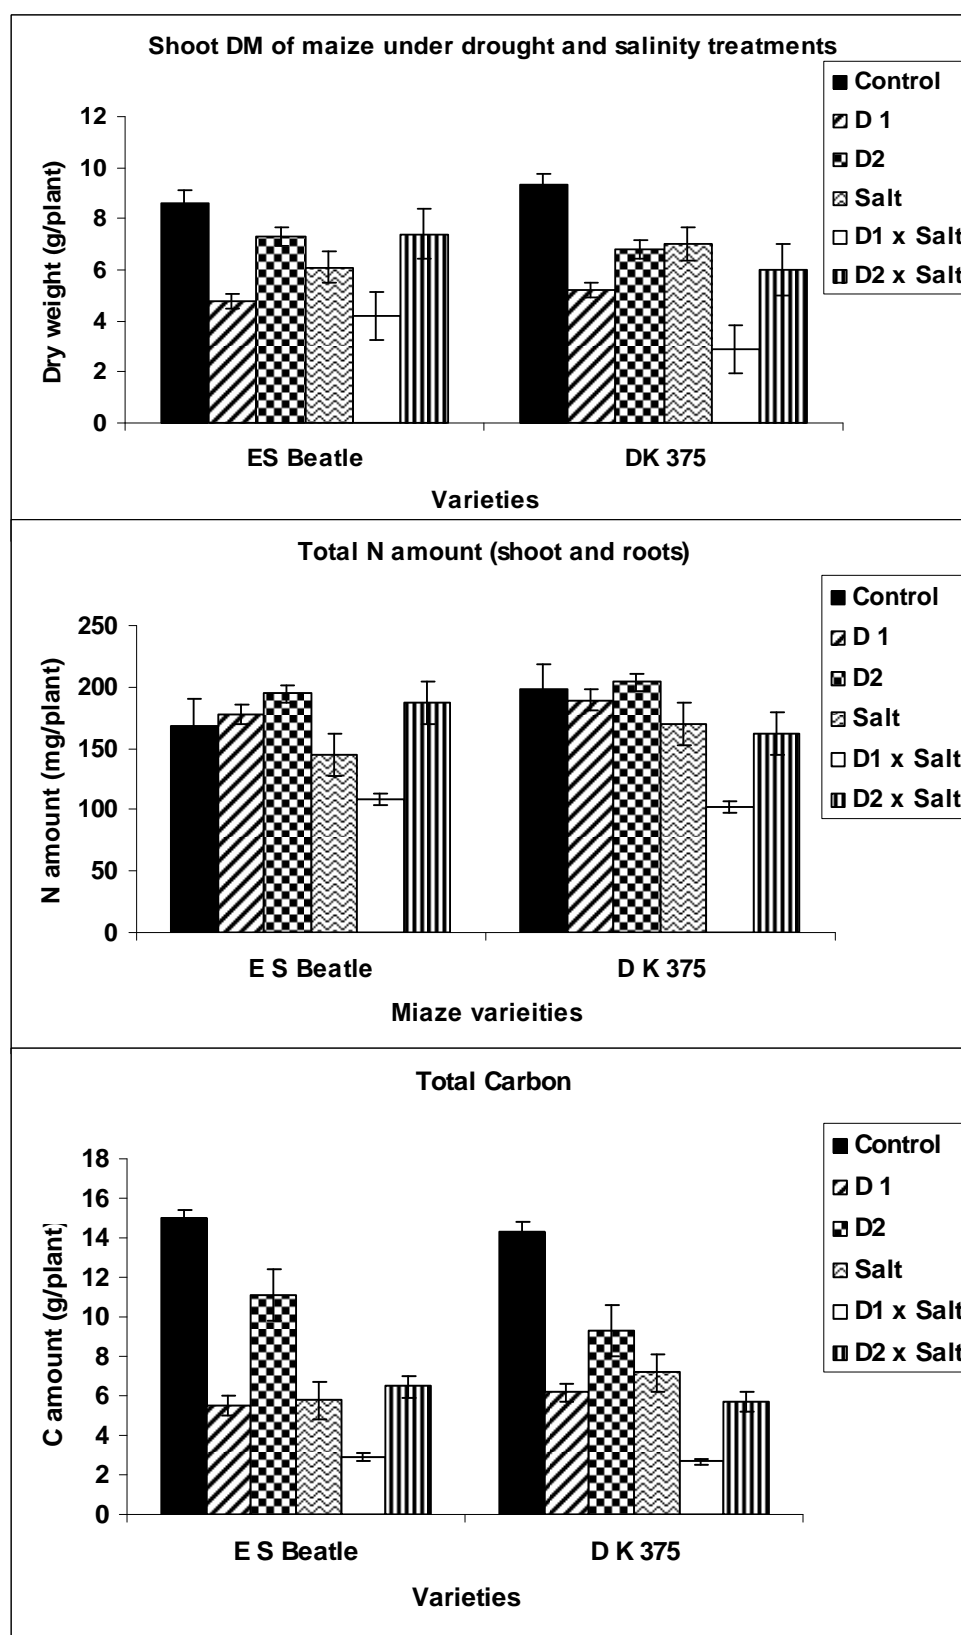 Shoot DM of maize under drought and salinity treatments
Control
D 1
D2
Salt
D1 x Salt
D2 x Salt
12
10
8
6
4
2
0
Dry weight (g/plant)
ES Beatle
DK 375
Varieties
Total N amount (shoot and roots)
Control
D 1
D2
Salt
D1 x Salt
D2 x Salt
250
200
150
100
50
0
N amount (mg/plant)
E S Beatle
D K 375
Miaze varieities
Total Carbon
Control
D 1
D2
Salt
D1 x Salt
D2 x Salt
18
16
14
12
10
8
6
4
2
0
C amount (g/plant)
E S Beatle
D K 375
Varieties